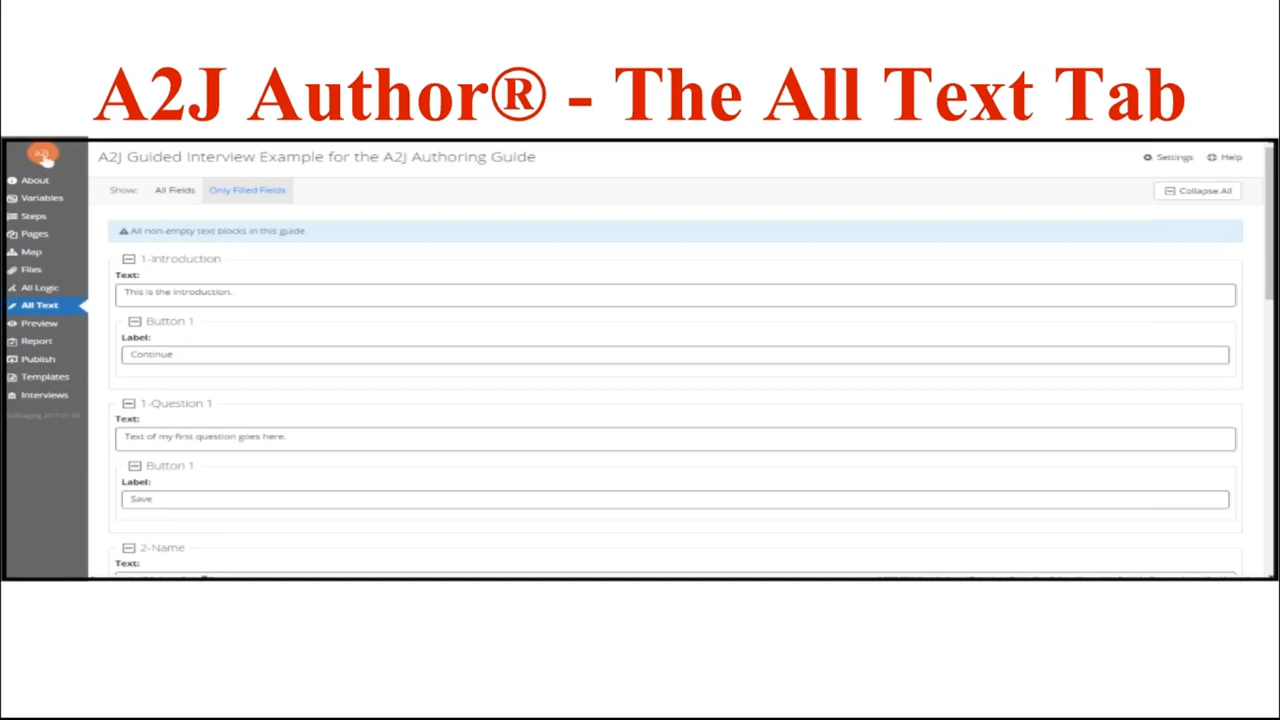 A2J Author® - The All Text Tab
a2j
A2J Guided Interview Example for the A2J Authoring Guide
Settings
Help
About
Variables
Steps
Pages
Map
Files
All Logic
All Text
Preview
Report
Publish
Templates
Interviews
Show: All Fields Only Filled Fields
Collapse All
All non-empty text blocks in this guide
1-Introduction
Text:
This is the introduction.
Button 1
Label:
Continue
1-Question 1
Text:
Text of my first question goes here.
Button 1
Label:
Save
2-Name
Text: